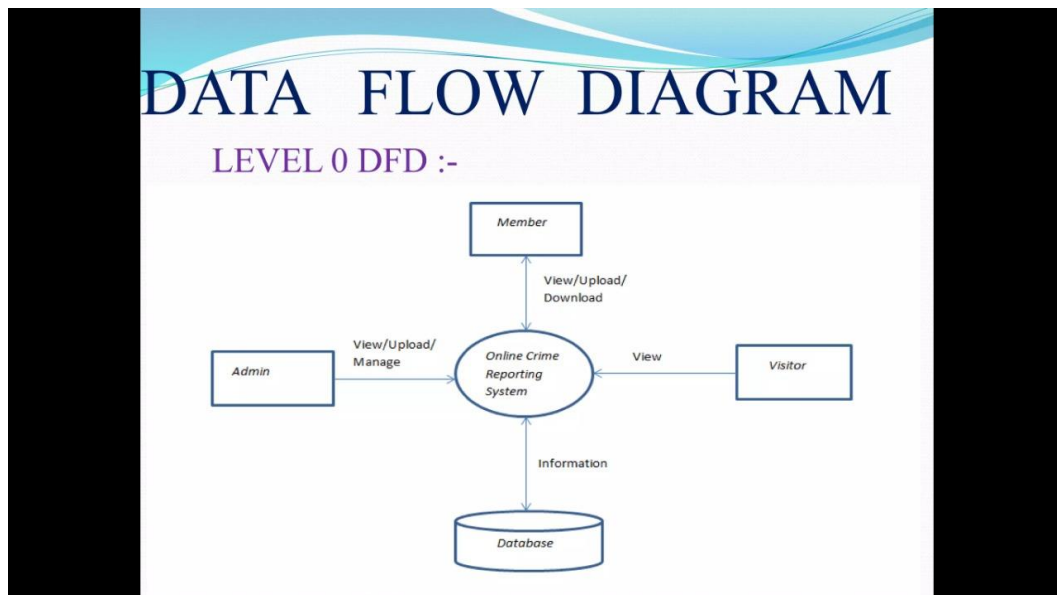 DATA FLOW DIAGRAM
LEVEL 0 DFD :-
Member
View/Upload/
Download
View/Upload/
Manage
Admin
Online Crime
Reporting
System
View
Visitor
Information
Database